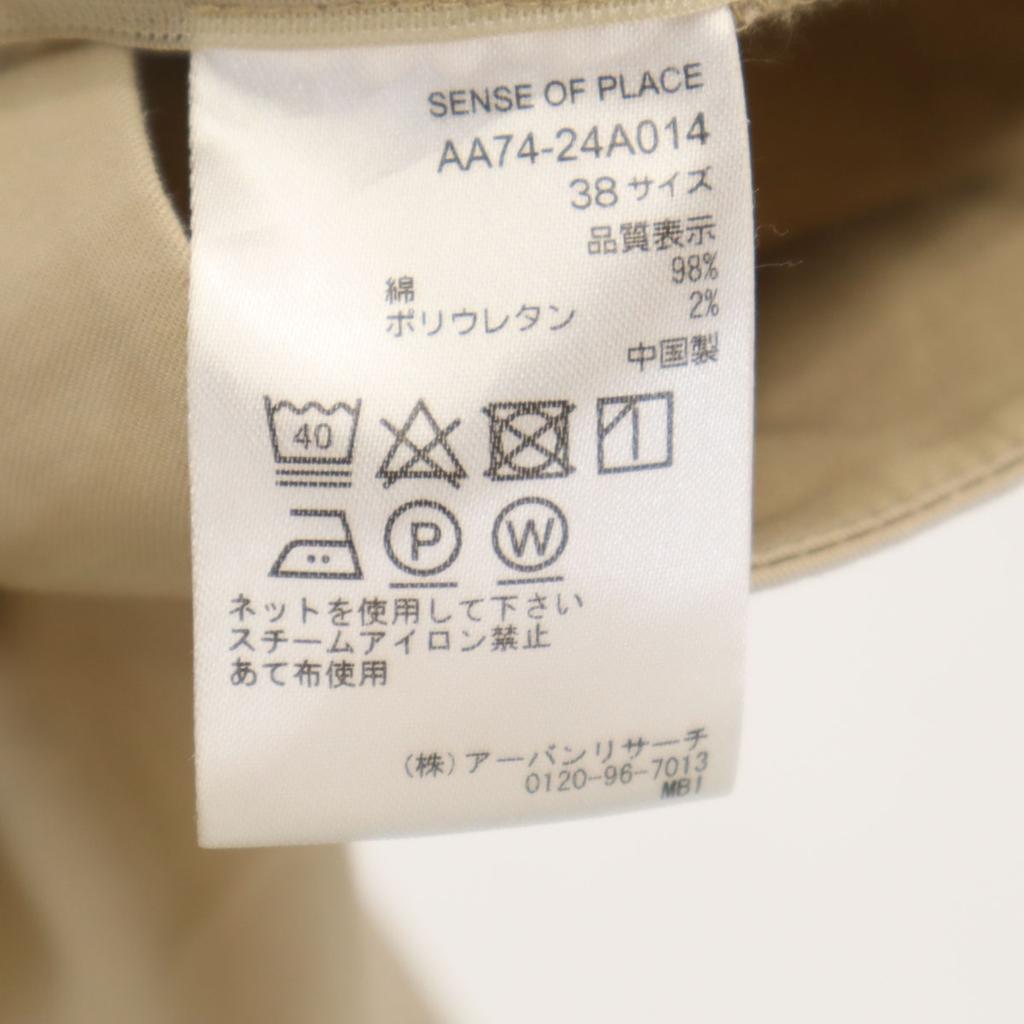 SENSE OF PLACE
AA74-24A014
38サイズ
品質表示
綿 98%
ポリウレタン 2%
中国製
40
P W
ネットを使用して下さい
スチームアイロン禁止
あて布使用
(株)アーバンリサーチ
0120-96-7013
MBI